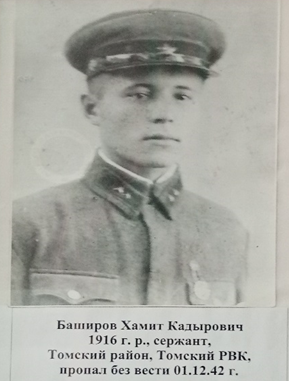 Баширов Хамит Кадырович
1916 г. р., сержант,
Томский район, Томский РВК,
пропал без вести 01.12.42 г.